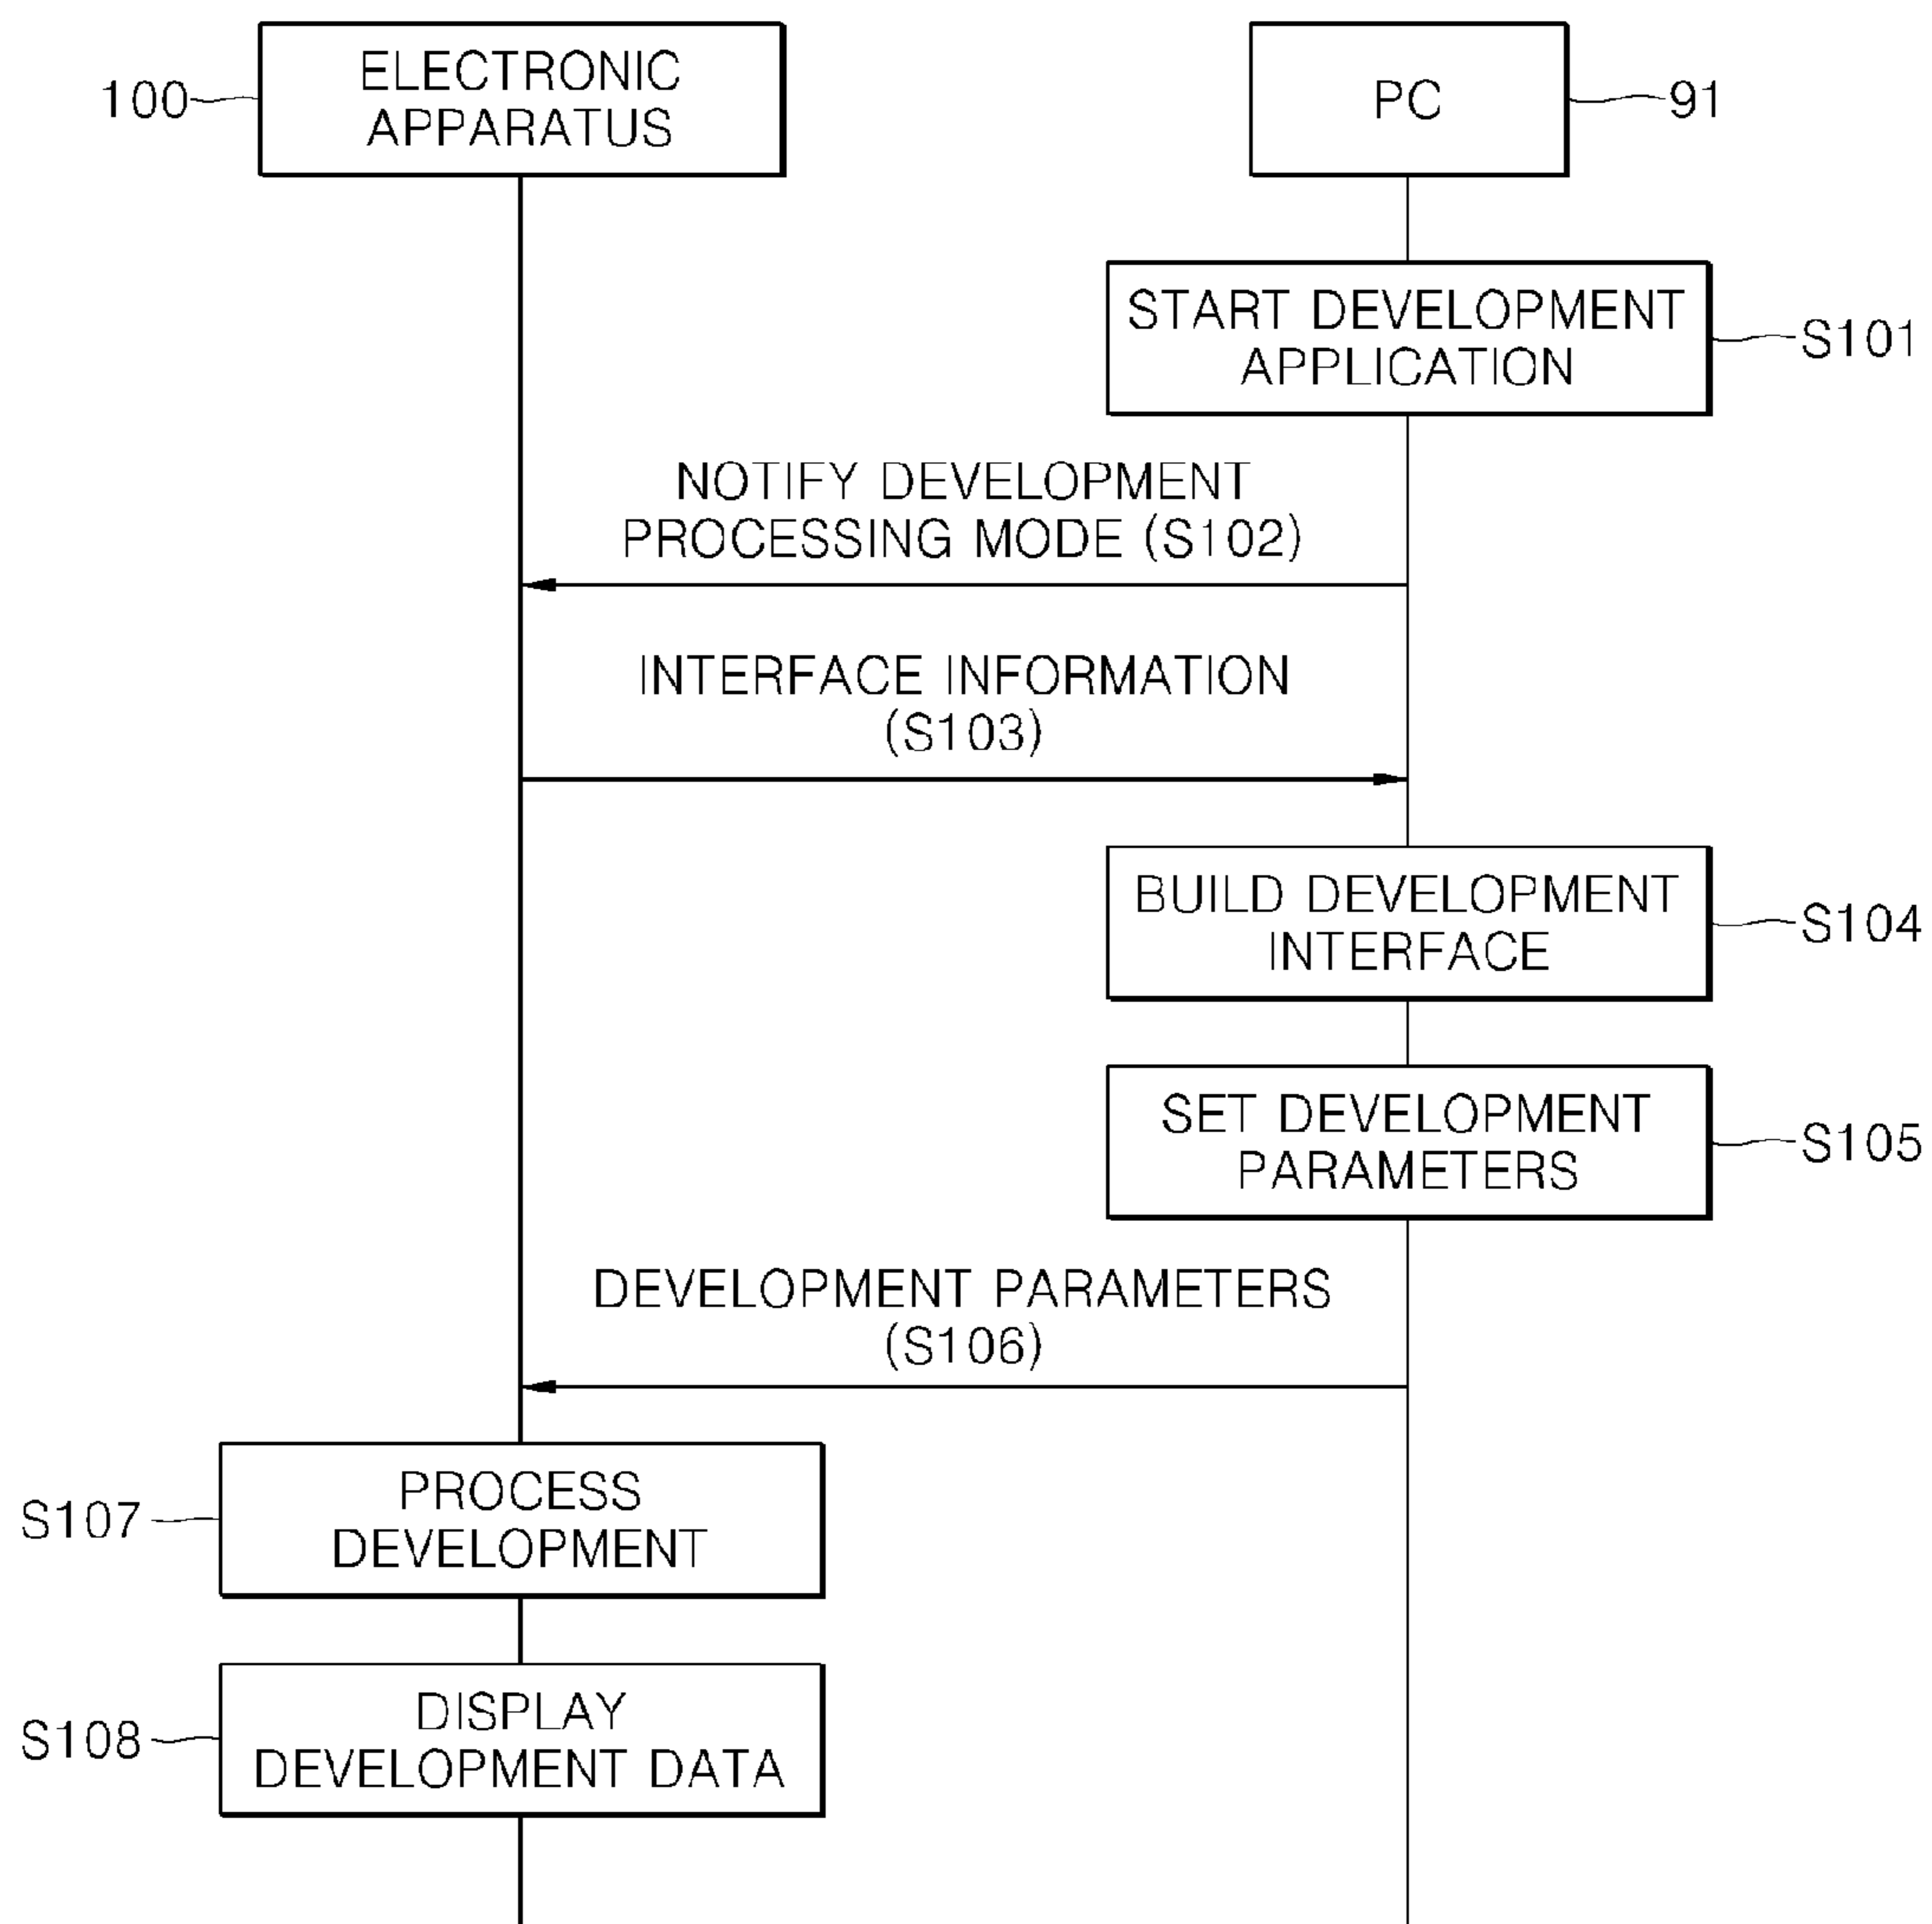 ELECTRONIC
APPARATUS
100
PC
91
START DEVELOPMENT
APPLICATION
S101
NOTIFY DEVELOPMENT
PROCESSING MODE (S102)
INTERFACE INFORMATION
(S103)
BUILD DEVELOPMENT
INTERFACE
S104
SET DEVELOPMENT
PARAMETERS
S105
DEVELOPMENT PARAMETERS
(S106)
PROCESS
DEVELOPMENT
S107
DISPLAY
DEVELOPMENT DATA
S108